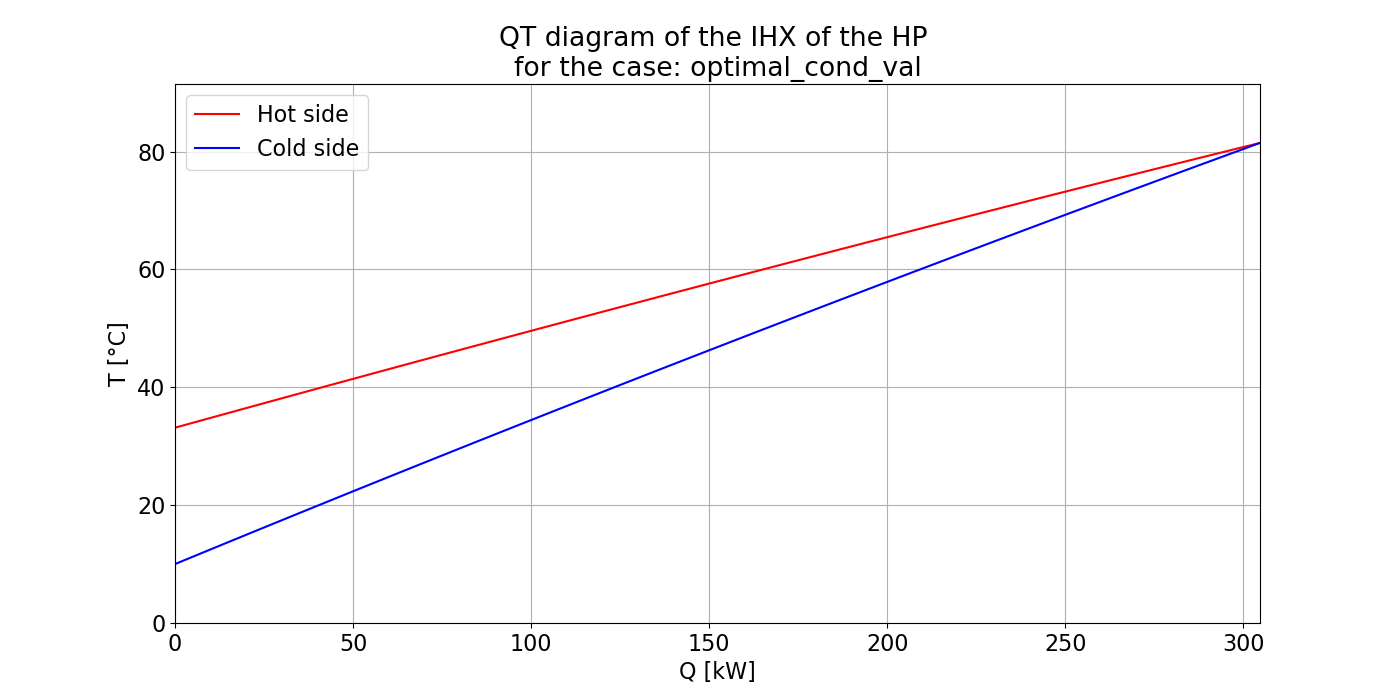 QT diagram of the IHX of the HP
for the case: optimal_cond_val
Hot side
Cold side
T [°C]
80
60
40
20
0
0 50 100 150 200 250 300
Q [kW]